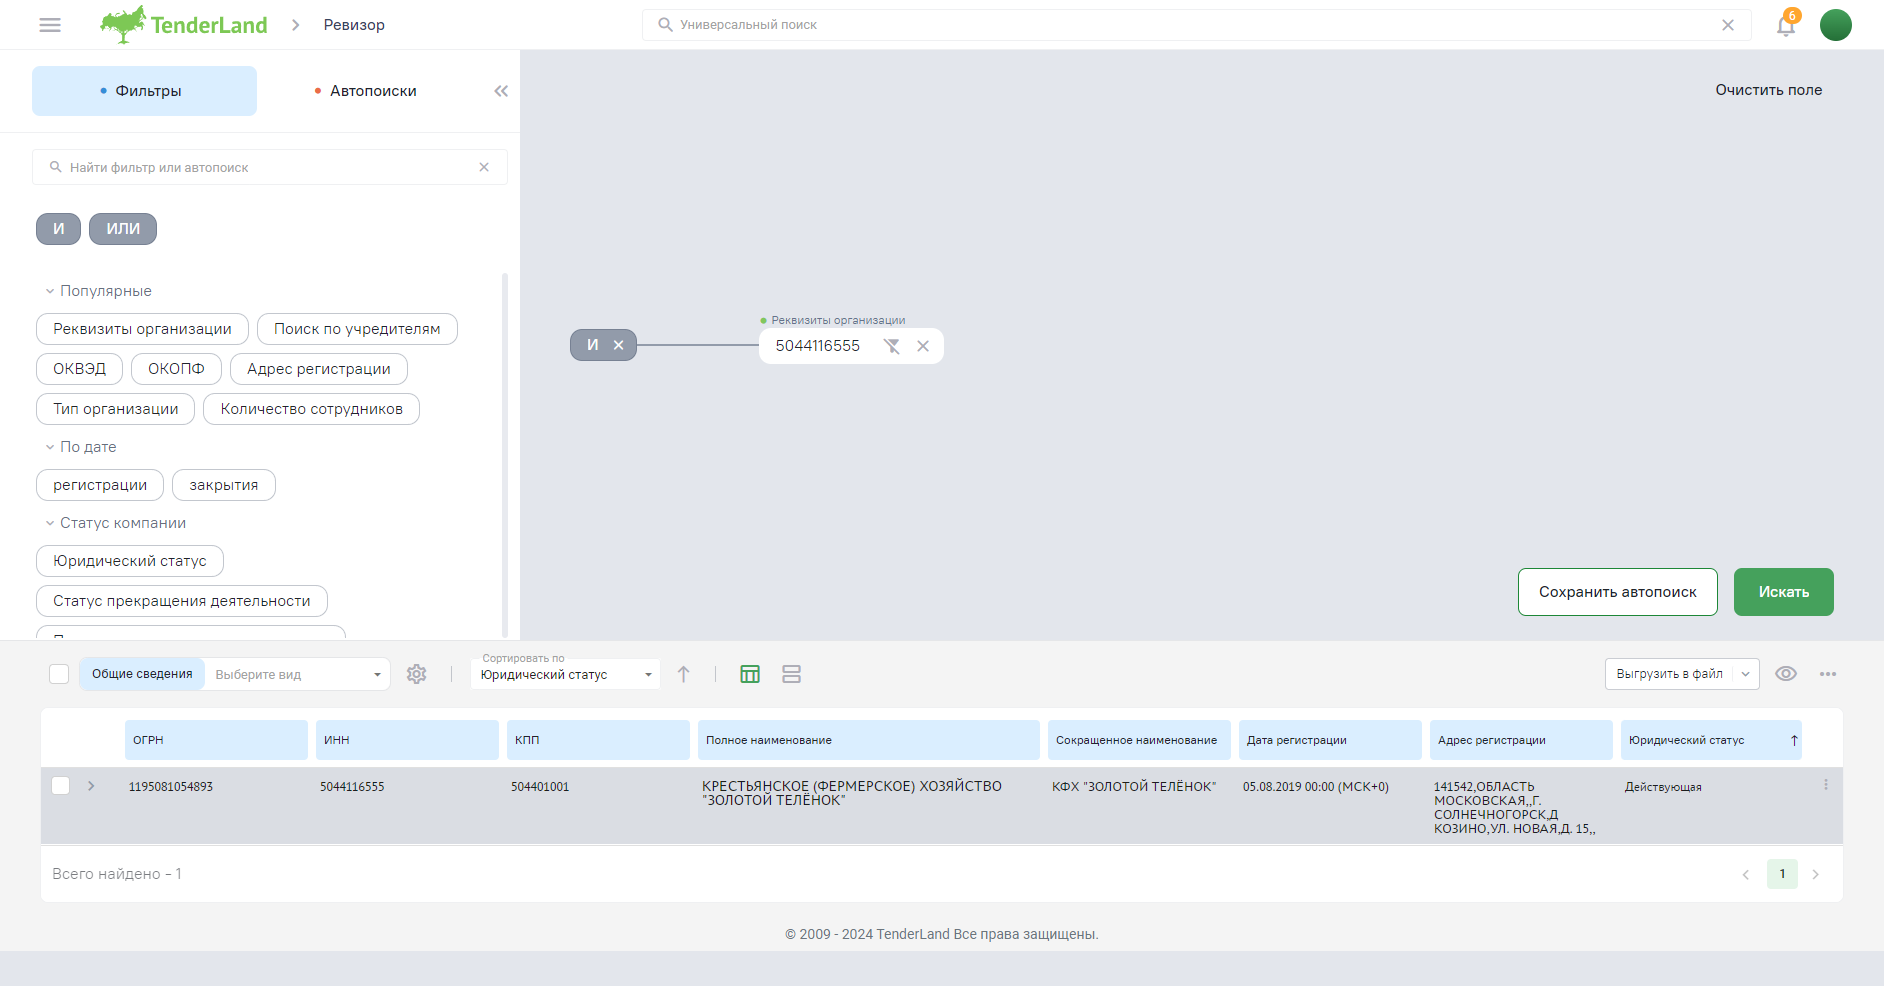 TenderLand
Ревизор
Универсальный поиск
6
Фильтры
Автопоиски
Очистить поле
Найти фильтр или автопоиск
И
ИЛИ
Популярные
Реквизиты организации
Поиск по учредителям
ОКВЭД
ОКОПФ
Адрес регистрации
Тип организации
Количество сотрудников
По дате
регистрации
закрытия
Статус компании
Юридический статус
Статус прекращения деятельности
И
Реквизиты организации
5044116555
Сохранить автопоиск
Искать
Общие сведения
Выберите вид
Сортировать по
Юридический статус
Выгрузить в файл
ОГРН
ИНН
КПП
Полное наименование
Сокращенное наименование
Дата регистрации
Адрес регистрации
Юридический статус
1195081054893
5044116555
504401001
КРЕСТЬЯНСКОЕ (ФЕРМЕРСКОЕ) ХОЗЯЙСТВО
"ЗОЛОТОЙ ТЕЛЁНОК"
КФХ "ЗОЛОТОЙ ТЕЛЁНОК"
05.08.2019 00:00 (МСК+0)
141542,ОБЛАСТЬ
МОСКОВСКАЯ,,Г.
СОЛНЕЧНОГОРСК,Д
КОЗИНО,УЛ. НОВАЯ,Д. 15,,
Действующая
Всего найдено - 1
1
© 2009 - 2024 TenderLand Все права защищены.